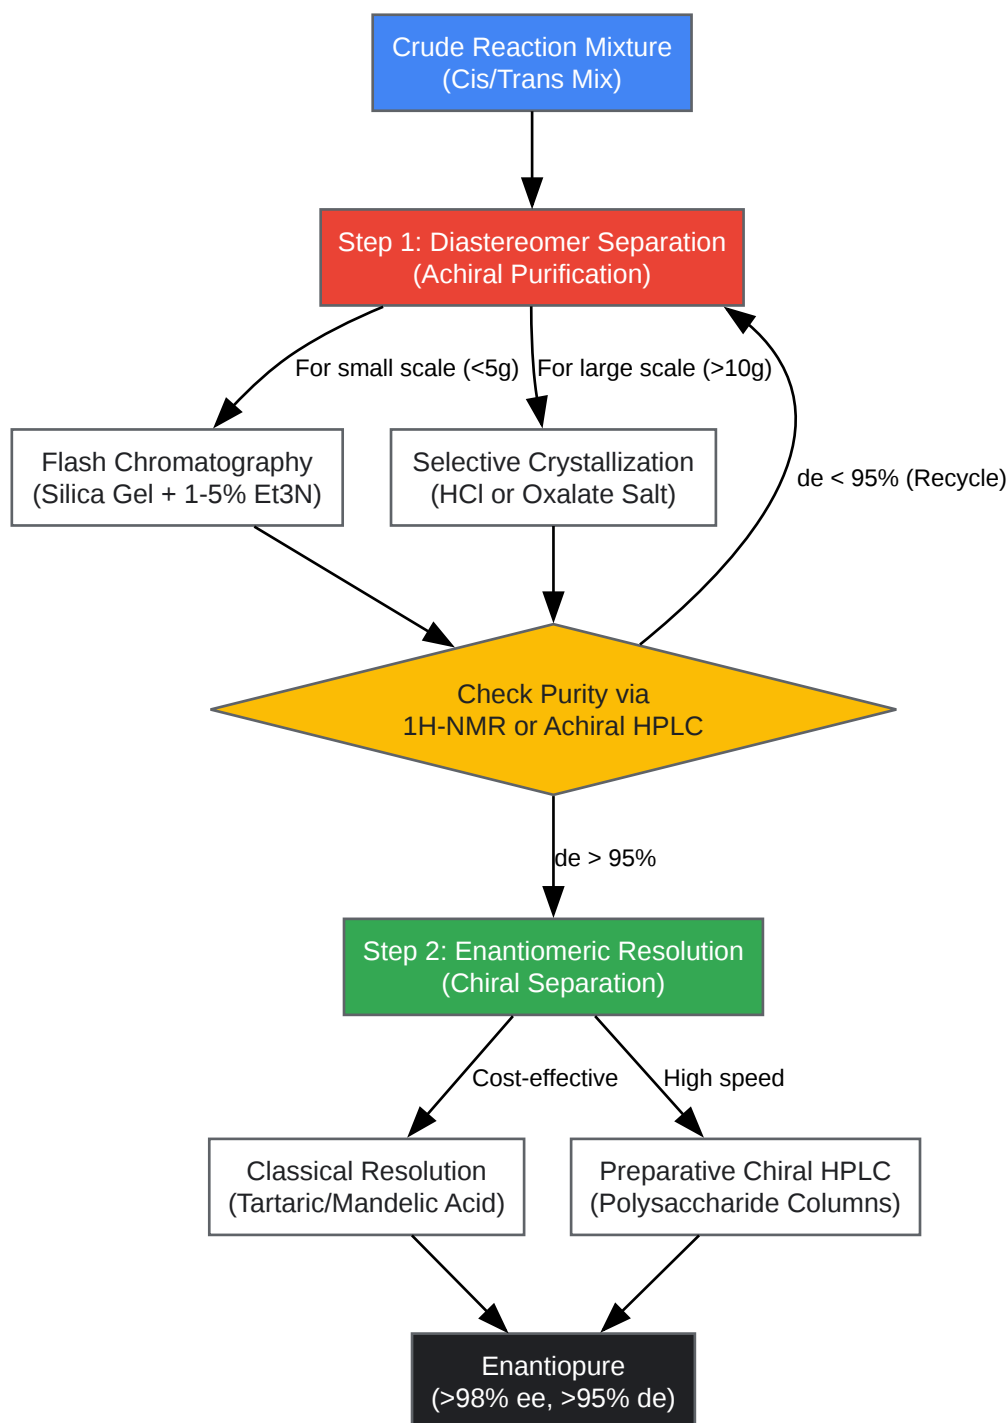 Crude Reaction Mixture
(Cis/Trans Mix)
Step 1: Diastereomer Separation
(Achiral Purification)
For small scale (<5g)
For large scale (>10g)
Flash Chromatography
(Silica Gel + 1-5% Et3N)
Selective Crystallization
(HCl or Oxalate Salt)
de < 95% (Recycle)
Check Purity via
1H-NMR or Achiral HPLC
de > 95%
Step 2: Enantiomeric Resolution
(Chiral Separation)
Cost-effective
High speed
Classical Resolution
(Tartaric/Mandelic Acid)
Preparative Chiral HPLC
(Polysaccharide Columns)
Enantiopure
(>98% ee, >95% de)